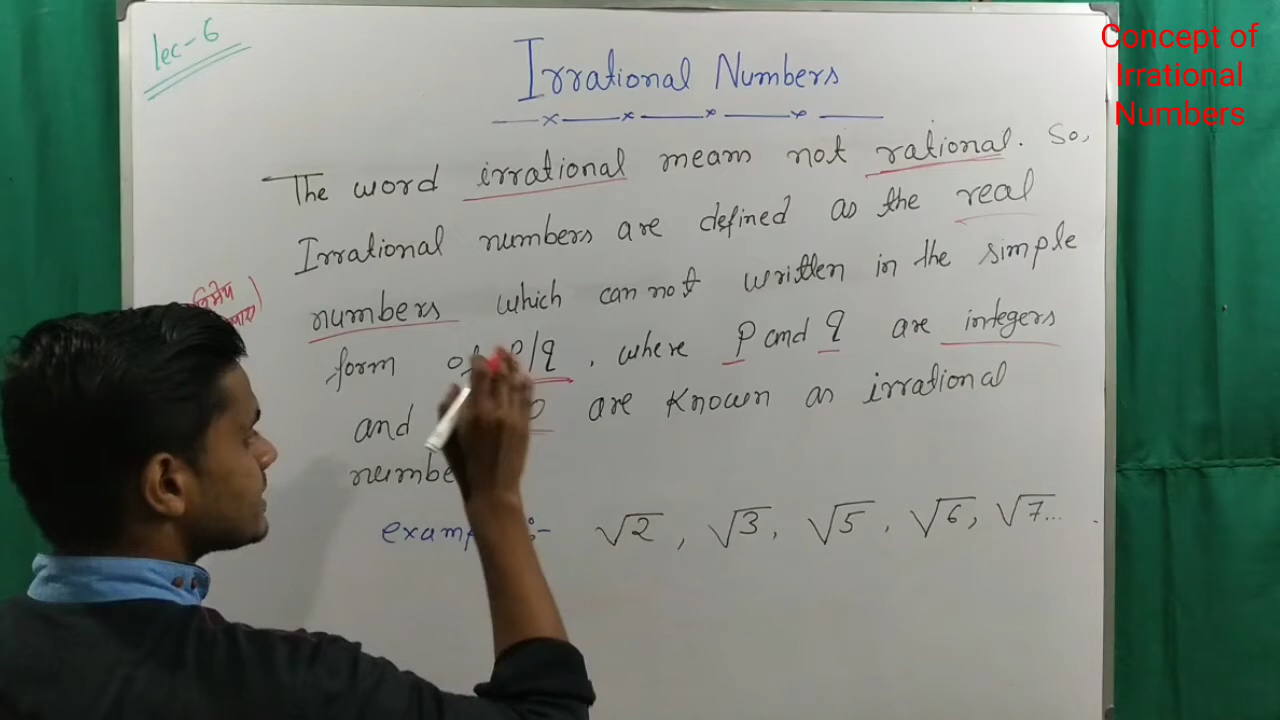 lec-6
Irrational Numbers
Concept of
Irrational
Numbers
The word irrational means not rational. So,
Irrational numbers are defined as the real
numbers which can not written in the simple
form of P/q, where P and q are integers
and are known as irrational
numbe
examp :- √2, √3, √5, √6, √7...